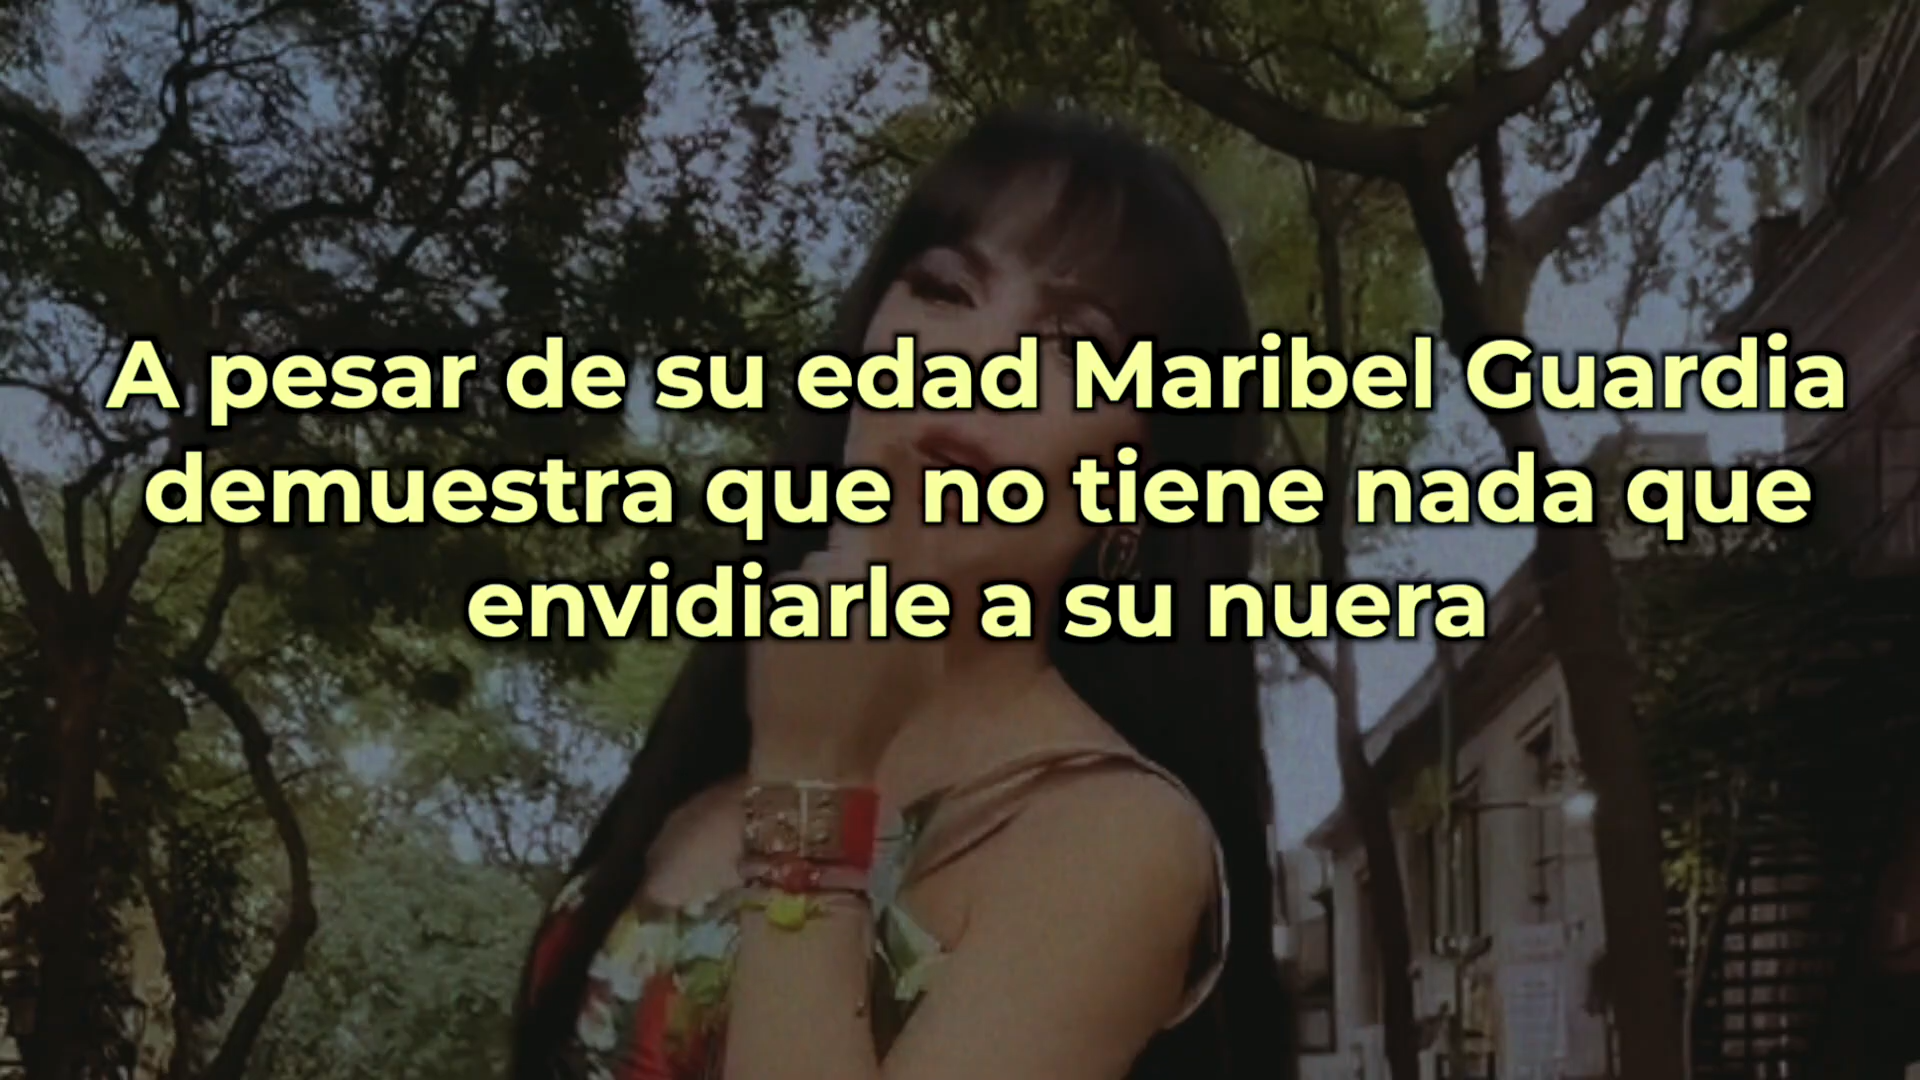 A pesar de su edad Maribel Guardia
demuestra que no tiene nada que
envidiarle a su nuera